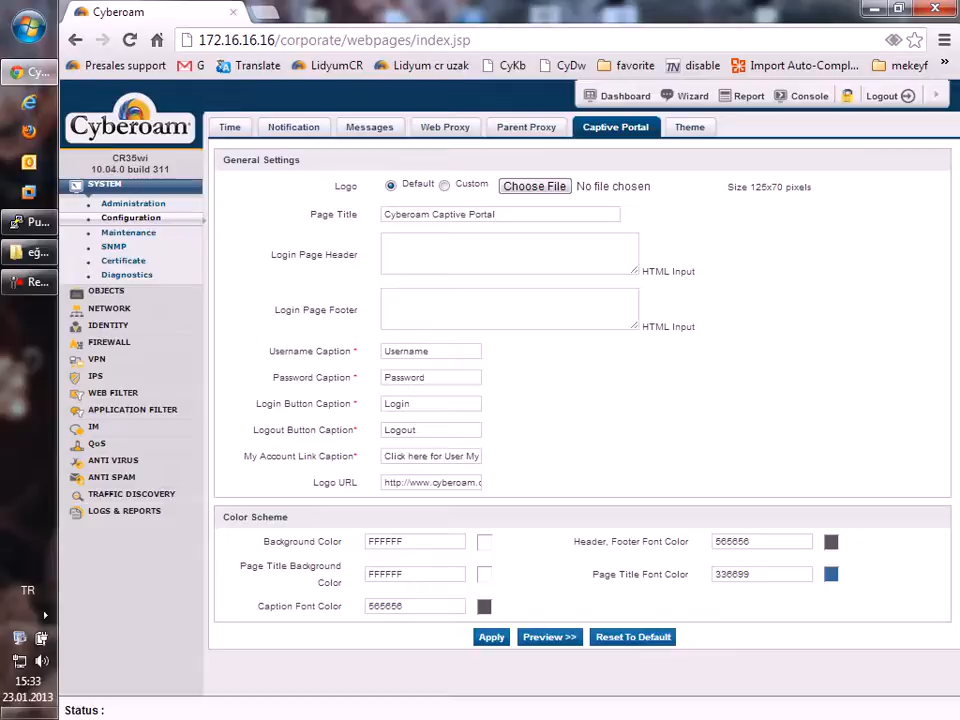 Cyberoam
172.16.16.16/corporate/webpages/index.jsp
Presales support G Translate LidyumCR Lidyum cr uzak CyKb CyDw favorite TN disable Import Auto-Compl... mekeyf »
Cy...
Pu...
eğ...
Re...
TR
15:33
23.01.2013
Cyberoam
CR35wi
10.04.0 build 311
Dashboard Wizard Report Console Logout
SYSTEM
Administration
Configuration
Maintenance
SNMP
Certificate
Diagnostics
OBJECTS
NETWORK
IDENTITY
FIREWALL
VPN
IPS
WEB FILTER
APPLICATION FILTER
IM
QoS
ANTI VIRUS
ANTI SPAM
TRAFFIC DISCOVERY
LOGS & REPORTS
Time Notification Messages Web Proxy Parent Proxy Captive Portal Theme
General Settings
Logo Default Custom Choose File No file chosen Size 125x70 pixels
Page Title Cyberoam Captive Portal
Login Page Header HTML Input
Login Page Footer HTML Input
Username Caption * Username
Password Caption * Password
Login Button Caption * Login
Logout Button Caption* Logout
My Account Link Caption* Click here for User My
Logo URL http://www.cyberoam.c
Color Scheme
Background Color FFFFFF Header, Footer Font Color 565656
Page Title Background Color FFFFFF Page Title Font Color 336699
Caption Font Color 565656
Apply Preview >> Reset To Default
Status :